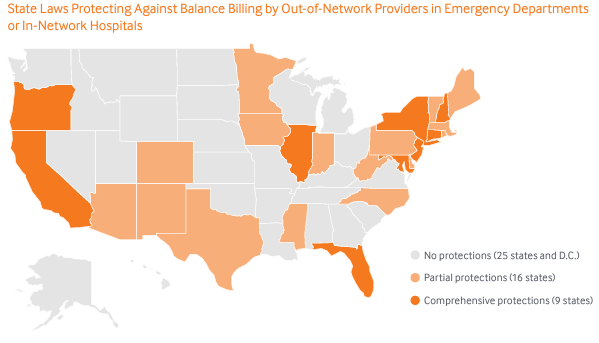 State Laws Protecting Against Balance Billing by Out-of-Network Providers in Emergency Departments
or In-Network Hospitals
No protections (25 states and D.C.)
Partial protections (16 states)
Comprehensive protections (9 states)